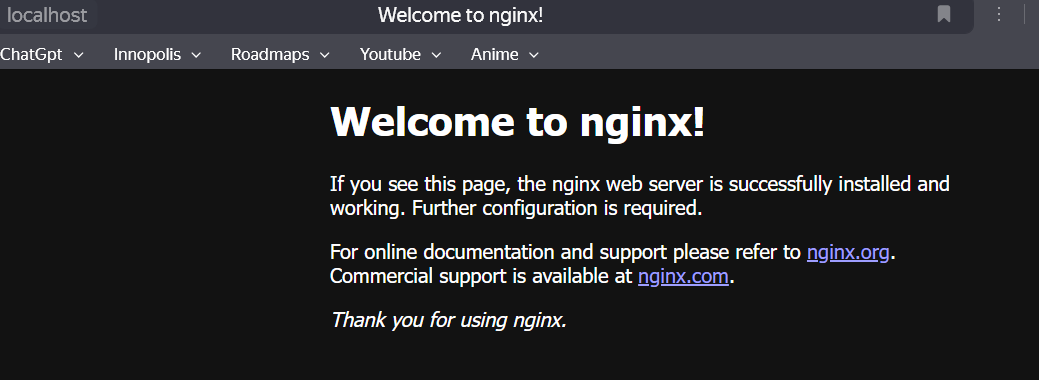 localhost Welcome to nginx!
ChatGpt Innopolis Roadmaps Youtube Anime
Welcome to nginx!
If you see this page, the nginx web server is successfully installed and
working. Further configuration is required.
For online documentation and support please refer to nginx.org.
Commercial support is available at nginx.com.
Thank you for using nginx.